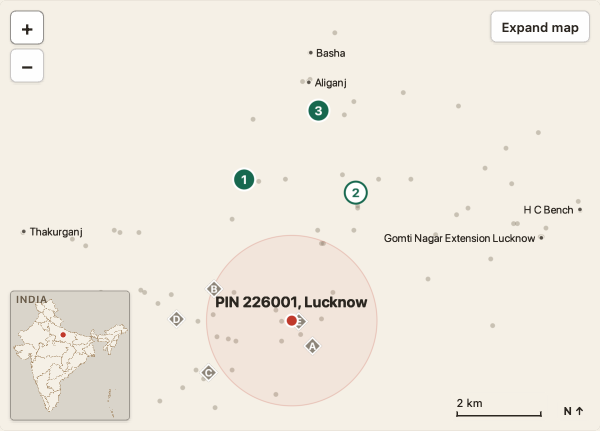 +
−
Expand map
Basha
Aliganj
3
1
2
H C Bench
Thakurganj
Gomti Nagar Extension Lucknow
B
PIN 226001, Lucknow
INDIA
D
A
C
2 km
N ↑